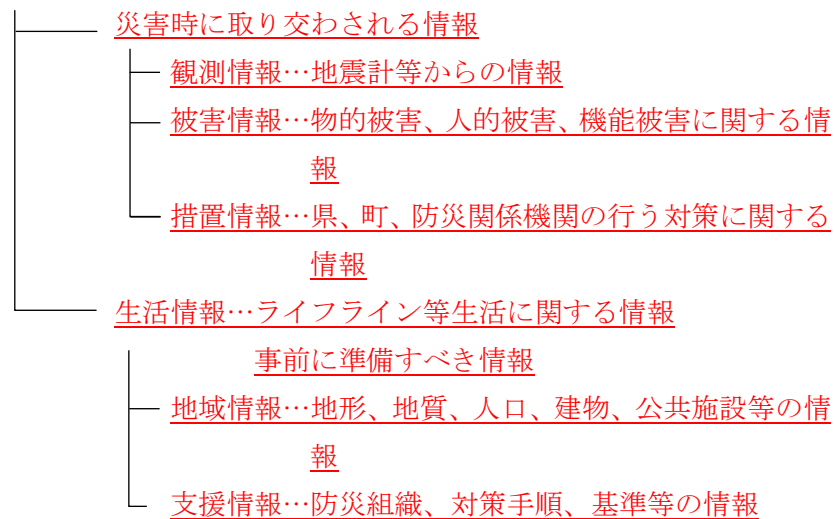 災害時に取り交わされる情報
観測情報…地震計等からの情報
被害情報…物的被害、人的被害、機能被害に関する情
報
措置情報…県、町、防災関係機関の行う対策に関する
情報
生活情報…ライフライン等生活に関する情報
事前に準備すべき情報
地域情報…地形、地質、人口、建物、公共施設等の情
報
支援情報…防災組織、対策手順、基準等の情報